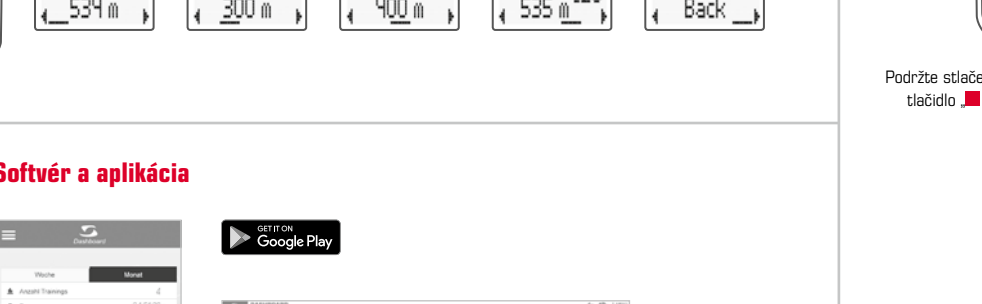 534 m
300 m
400 m
535 m
Back
Podržte stlače
tlačidlo „
Softvér a aplikácia
GET IT ON
Google Play
Dashboard
Woche Monat
Anzahl Trainings